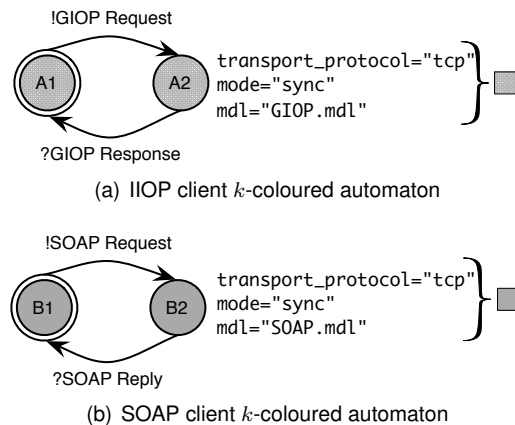 !GIOP Request
A1
A2
transport_protocol="tcp"
mode="sync"
mdl="GIOP.mdl"
?GIOP Response
(a) IIOP client k-coloured automaton
!SOAP Request
B1
B2
transport_protocol="tcp"
mode="sync"
mdl="SOAP.mdl"
?SOAP Reply
(b) SOAP client k-coloured automaton